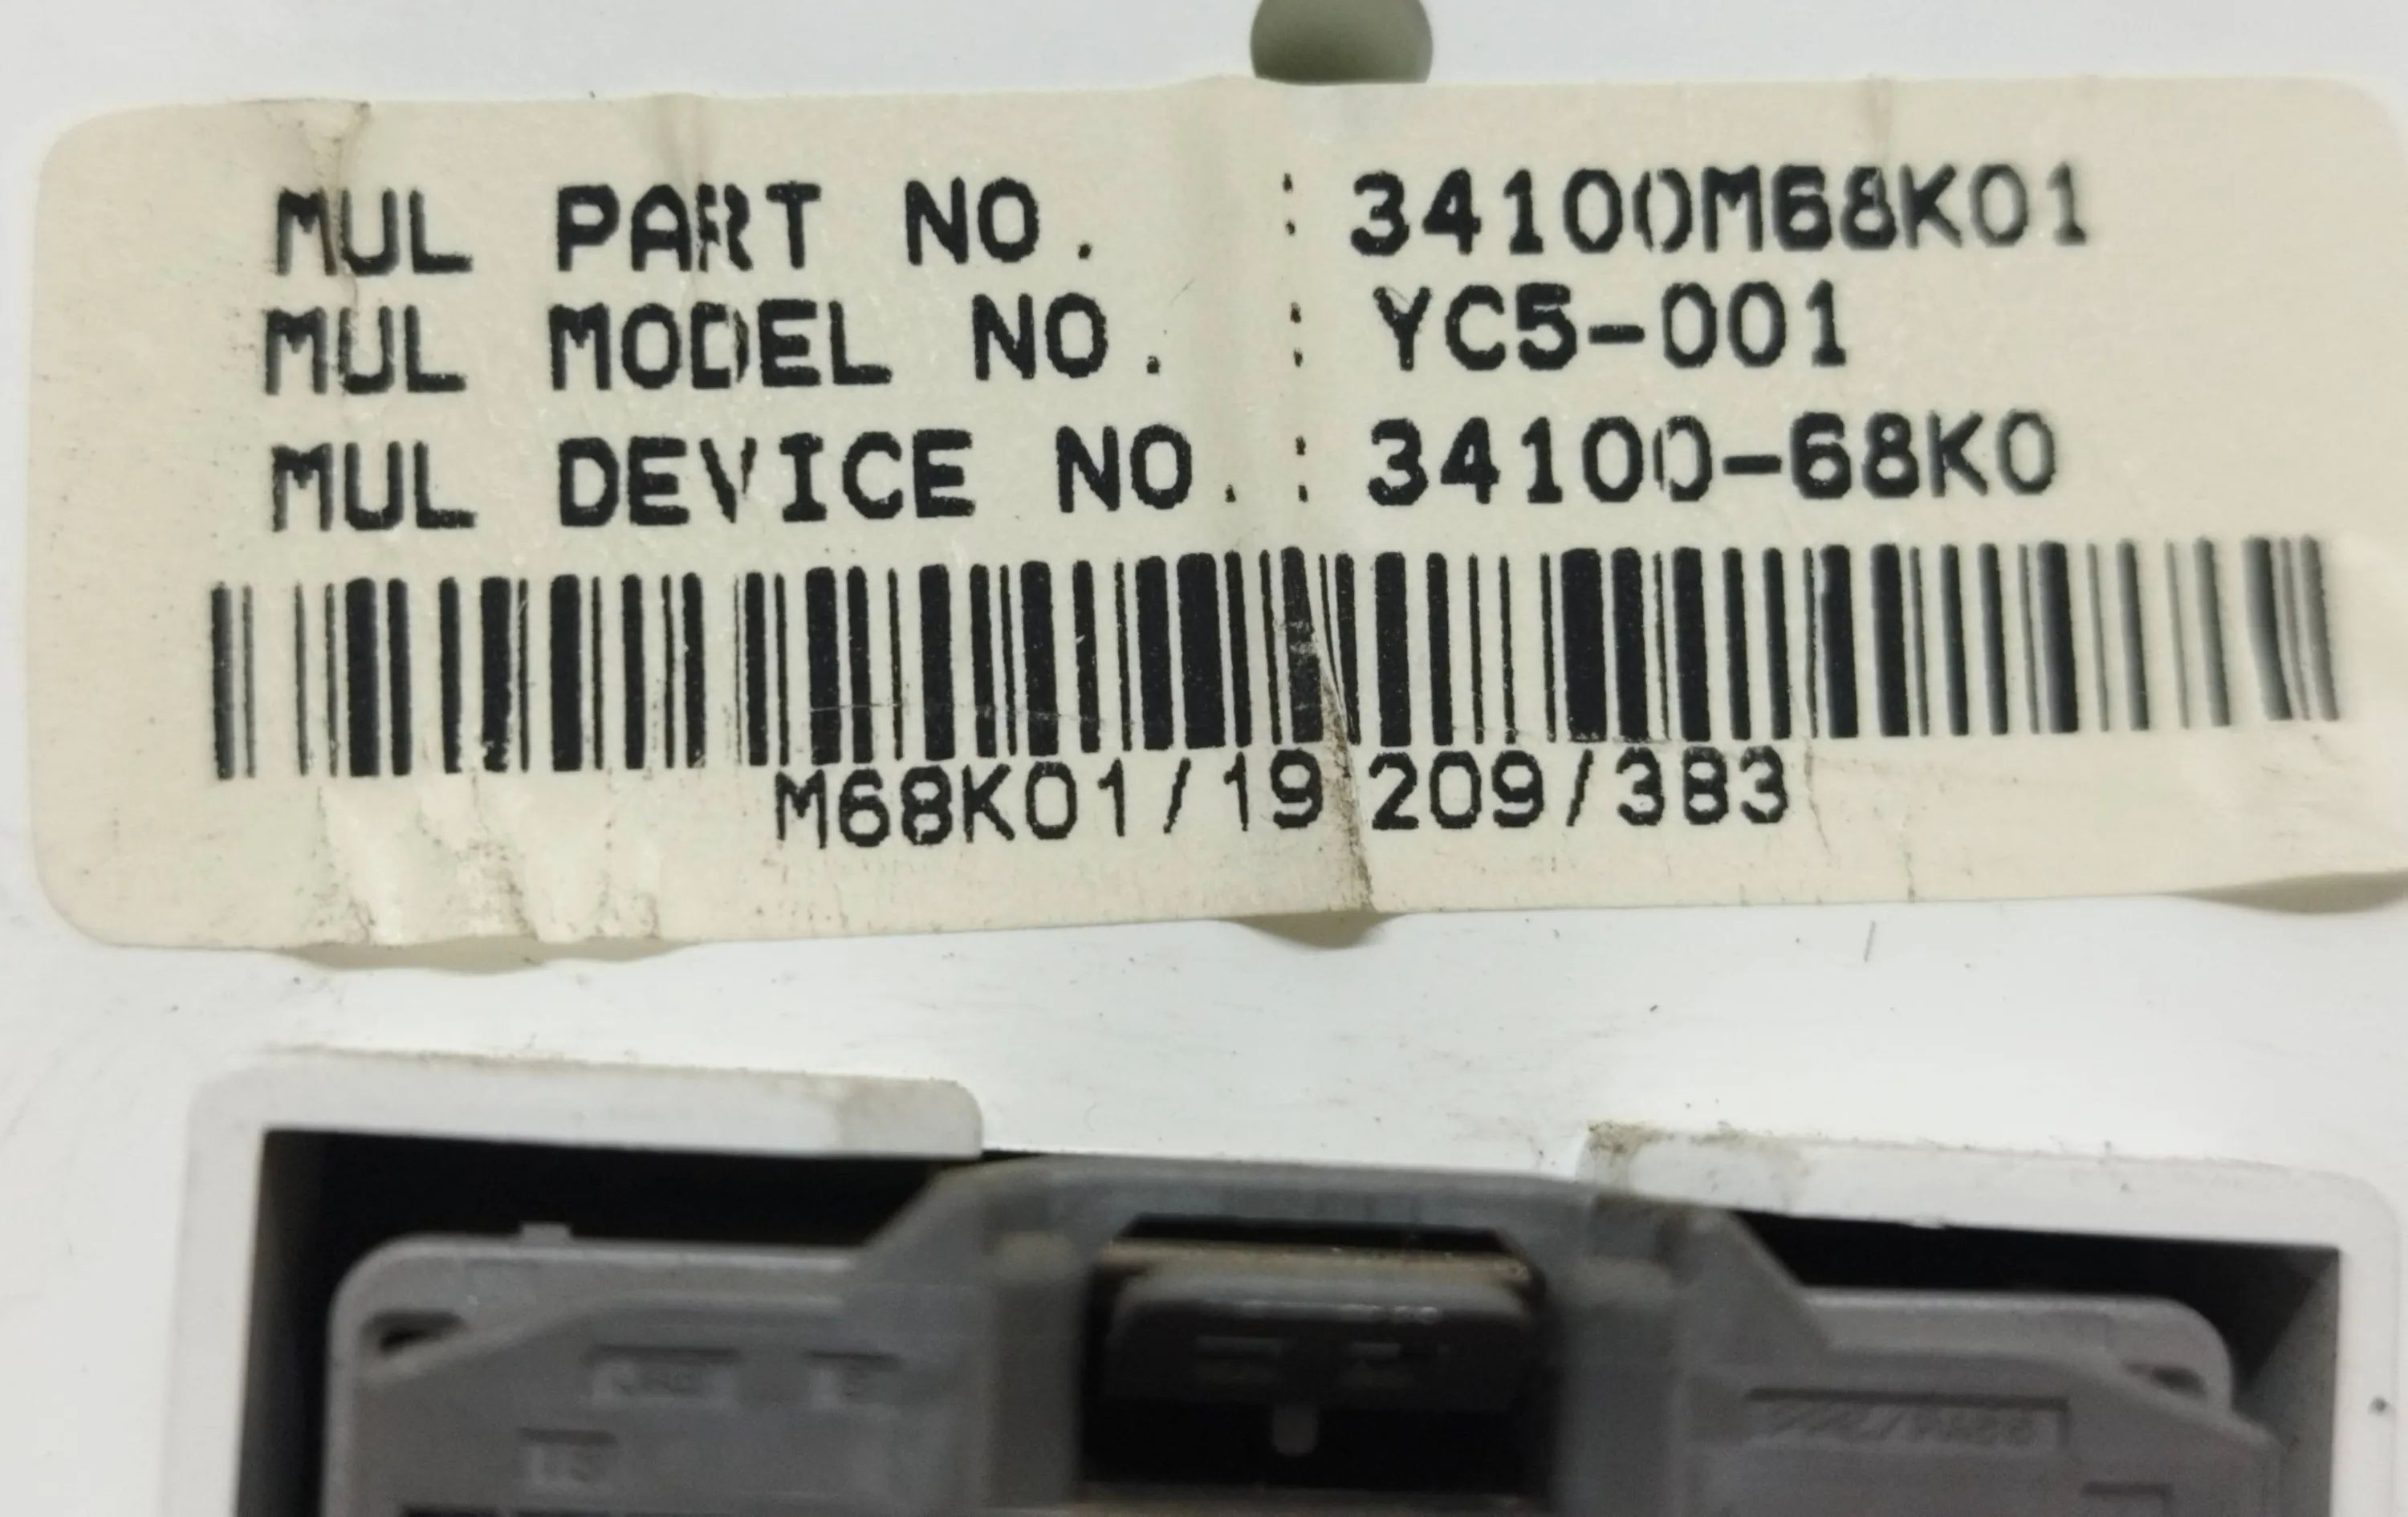 MUL PART NO. : 34100M68K01
MUL MODEL NO. : YC5-001
MUL DEVICE NO. : 34100-68K0
M68K01/19 209/383